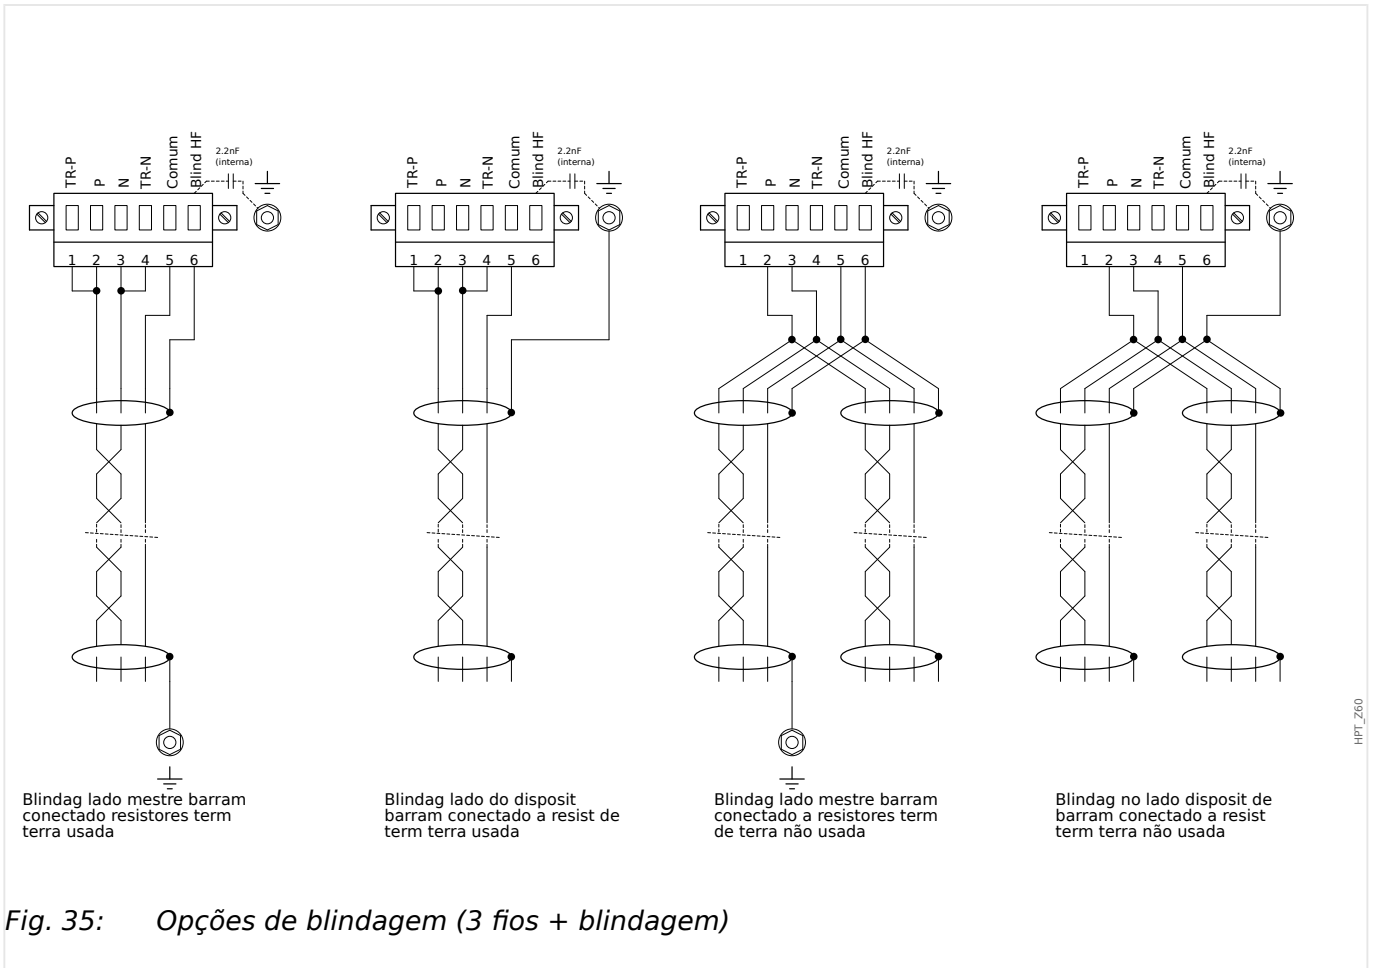 TR-P P N TR-N Comum Blind HF
2.2nF
(interna)
1 2 3 4 5 6
Blindag lado mestre barram
conectado resistores term
terra usada
TR-P P N TR-N Comum Blind HF
2.2nF
(interna)
1 2 3 4 5 6
Blindag lado do disposit
barram conectado a resist de
term terra usada
TR-P P N TR-N Comum Blind HF
2.2nF
(interna)
1 2 3 4 5 6
Blindag lado mestre barram
conectado a resistores term
de terra não usada
TR-P P N TR-N Comum Blind HF
2.2nF
(interna)
1 2 3 4 5 6
Blindag no lado disposit de
barram conectado a resist
term terra não usada
HPT_Z60
Fig. 35: Opções de blindagem (3 fios + blindagem)